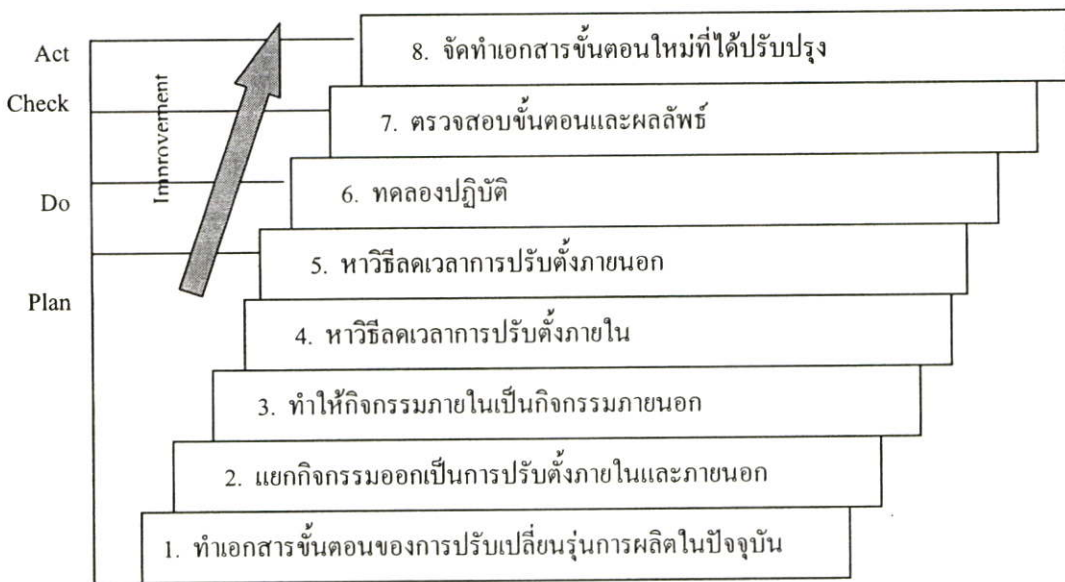 Act
8. จัดทำเอกสารขั้นตอนใหม่ที่ได้ปรับปรุง
Check
7. ตรวจสอบขั้นตอนและผลลัพธ์
Improvement
Do
6. ทดลองปฏิบัติ
5. หาวิธีลดเวลาการปรับตั้งภายนอก
Plan
4. หาวิธีลดเวลาการปรับตั้งภายใน
3. ทำให้กิจกรรมภายในเป็นกิจกรรมภายนอก
2. แยกกิจกรรมออกเป็นการปรับตั้งภายในและภายนอก
1. ทำเอกสารขั้นตอนของการปรับเปลี่ยนรุ่นการผลิตในปัจจุบัน